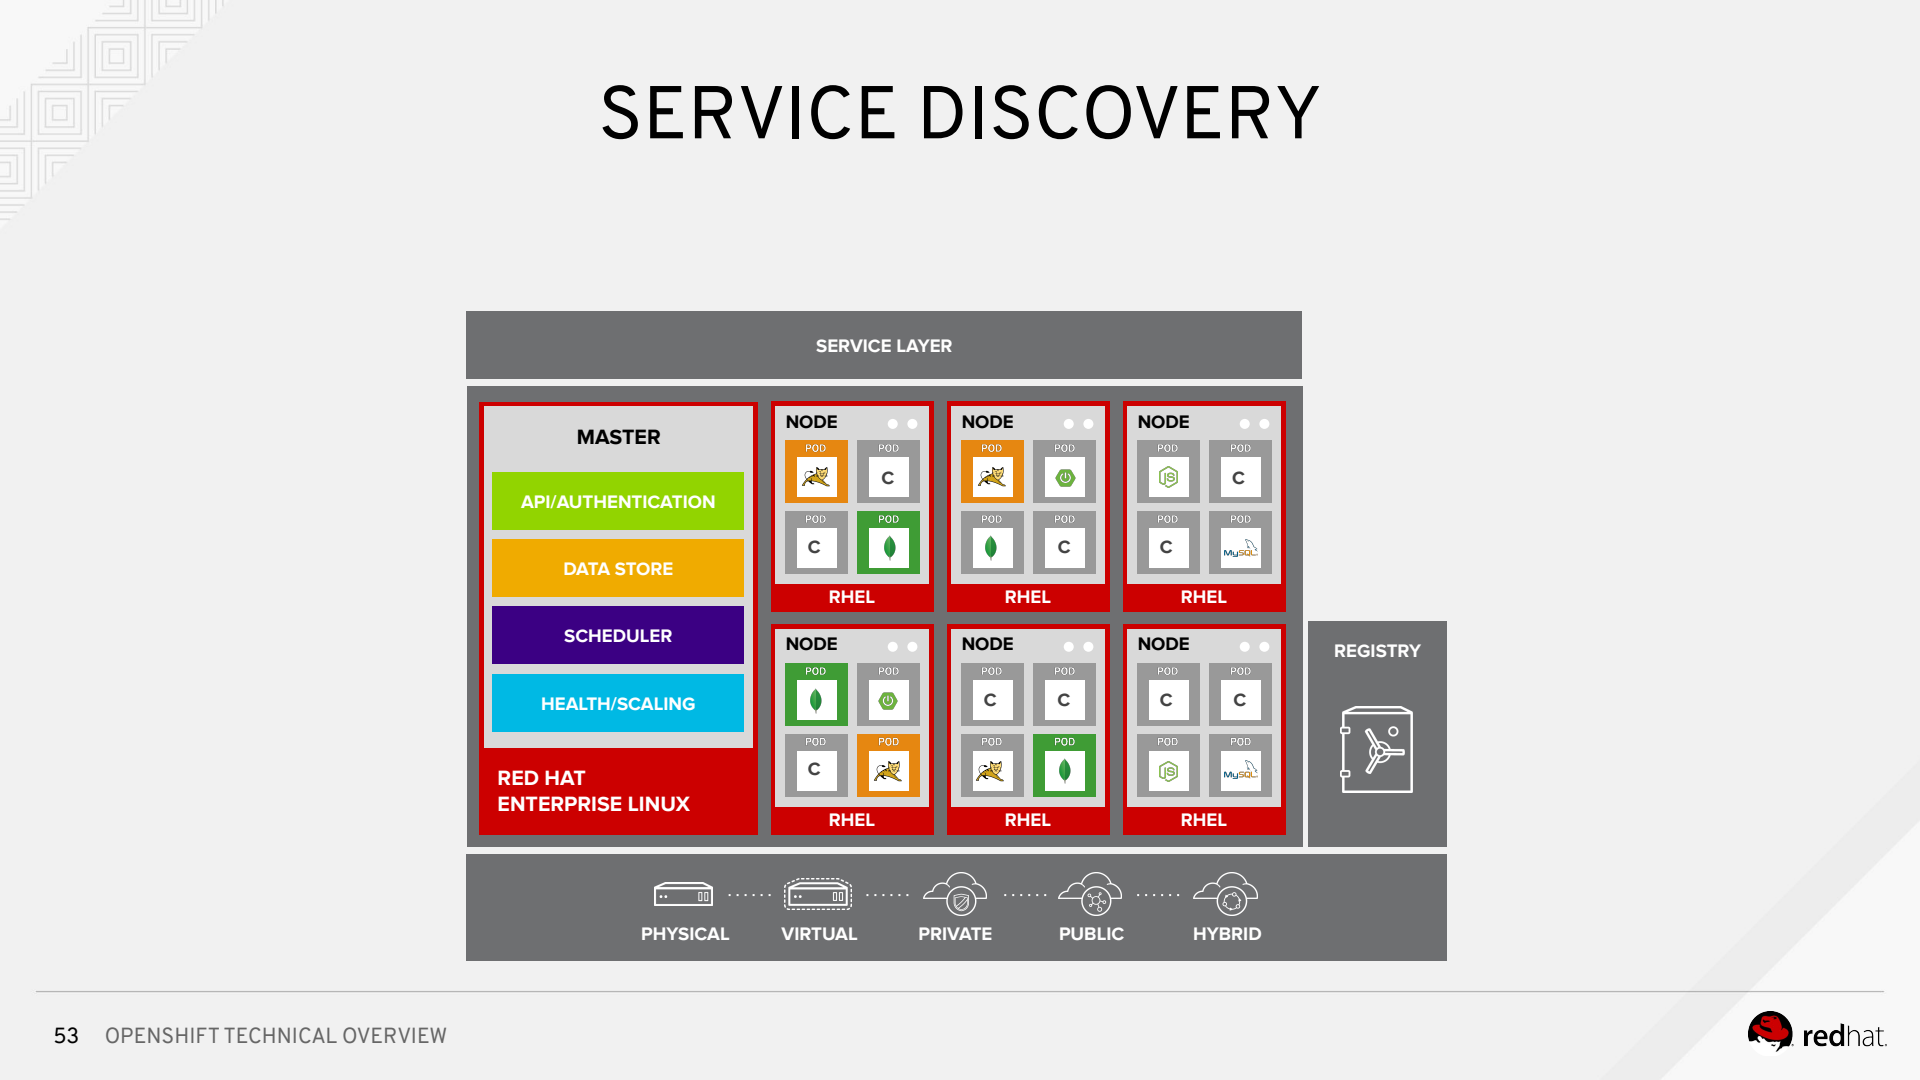 SERVICE DISCOVERY
SERVICE LAYER
MASTER
API/AUTHENTICATION
DATA STORE
SCHEDULER
HEALTH/SCALING
RED HAT
ENTERPRISE LINUX
NODE
POD POD
C
POD POD
C
RHEL
NODE
POD POD
POD POD
C
RHEL
NODE
POD POD
JS C
POD POD
C MySQL
RHEL
NODE
POD POD
POD POD
C
RHEL
NODE
POD POD
C C
POD POD
RHEL
NODE
POD POD
C C
POD POD
JS MySQL
RHEL
REGISTRY
PHYSICAL VIRTUAL PRIVATE PUBLIC HYBRID
53 OPENSHIFT TECHNICAL OVERVIEW
redhat.